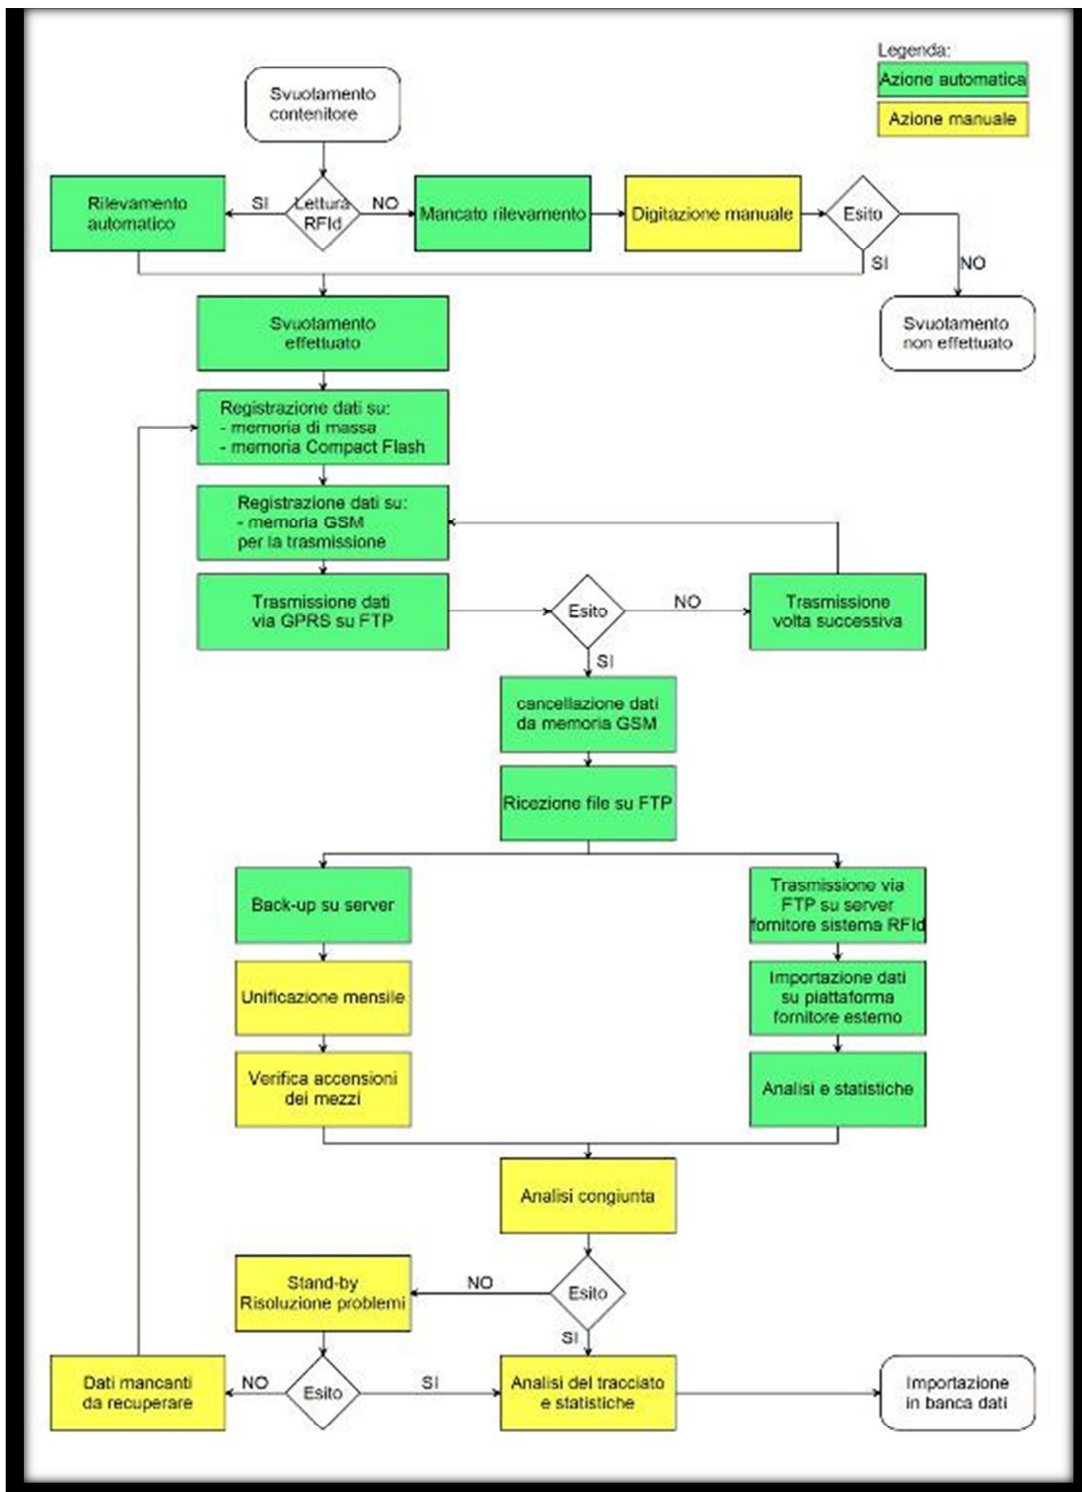 Legenda:
Azione automatica
Azione manuale
Svuotamento
contenitore
Rilevamento
automatico
SI
Lettura
RFId
NO
Mancato rilevamento
Digitazione manuale
Esito
SI
NO
Svuotamento
effettuato
Svuotamento
non effettuato
Registrazione dati su:
- memoria di massa
- memoria Compact Flash
Registrazione dati su:
- memoria GSM
per la trasmissione
Trasmissione dati
via GPRS su FTP
Esito
NO
Trasmissione
volta successiva
SI
cancellazione dati
da memoria GSM
Ricezione file su FTP
Back-up su server
Trasmissione via
FTP su server
fornitore sistema RFId
Unificazione mensile
Importazione dati
su piattaforma
fornitore esterno
Verifica accensioni
dei mezzi
Analisi e statistiche
Analisi congiunta
Stand-by
Risoluzione problemi
NO
Esito
SI
Dati mancanti
da recuperare
NO
Esito
SI
Analisi del tracciato
e statistiche
Importazione
in banca dati